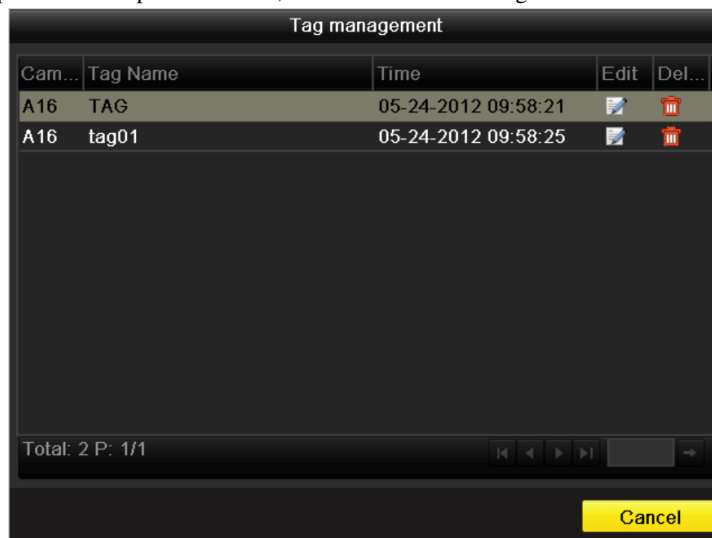 Tag management
Cam... Tag Name Time Edit Del...
A16 TAG 05-24-2012 09:58:21
A16 tag01 05-24-2012 09:58:25
Total: 2 P: 1/1
Cancel